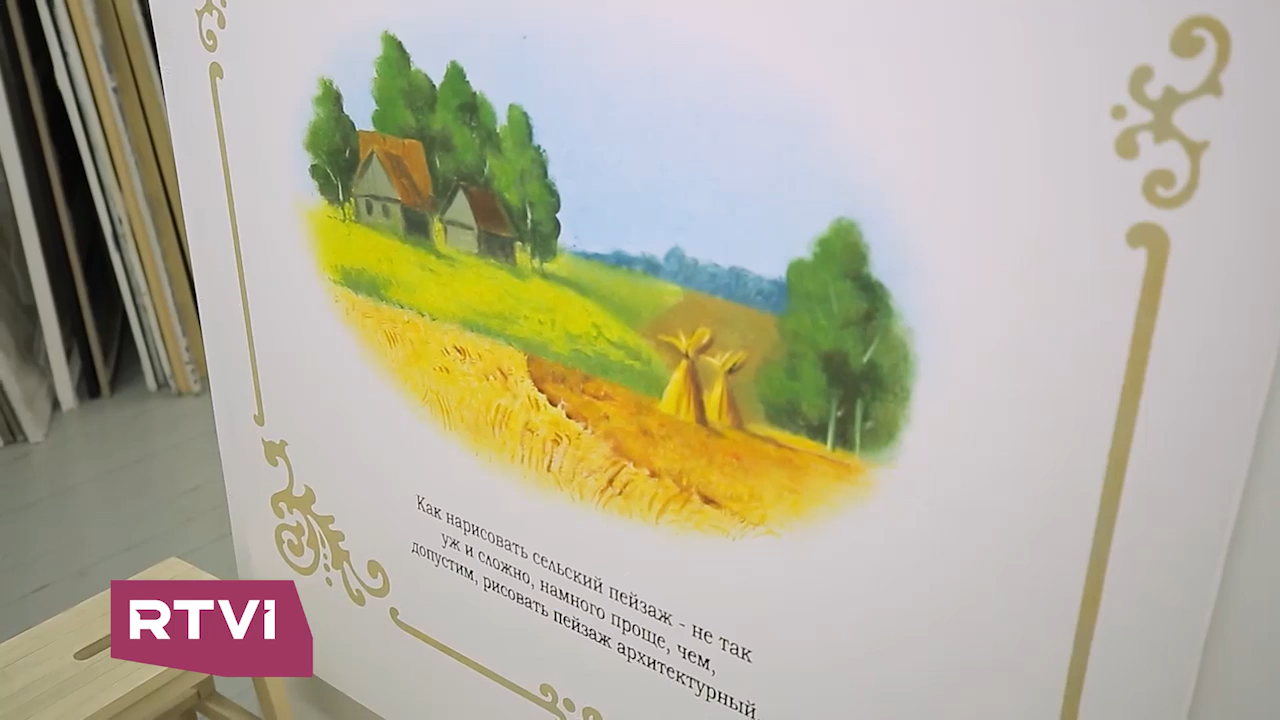 Как нарисовать сельский пейзаж - не так
уж и сложно, намного проще, чем,
допустим, рисовать пейзаж архитектурный.
RTVI